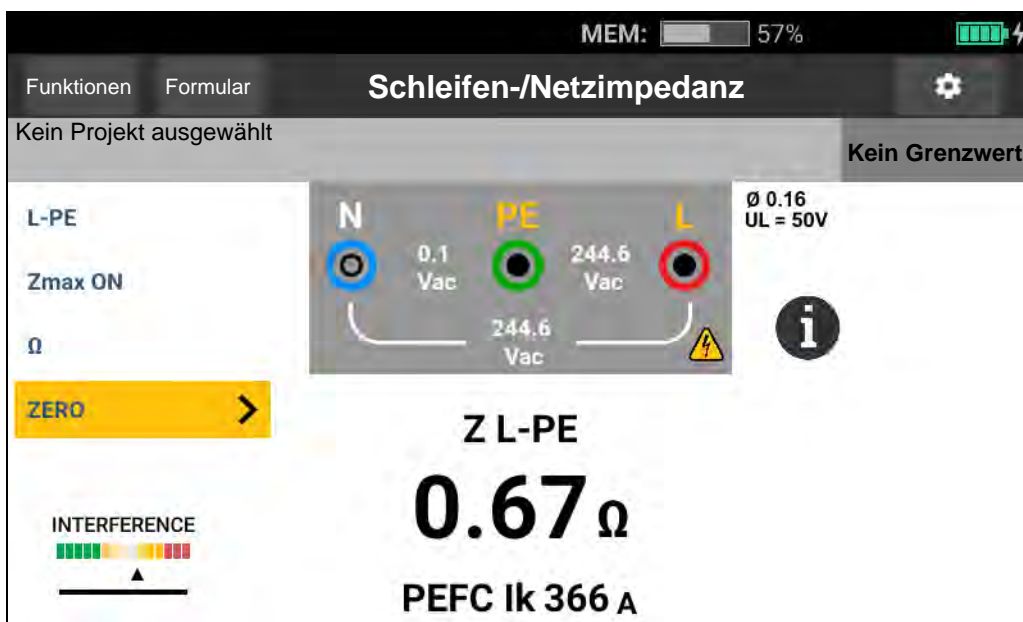 MEM: 57%
Funktionen Formular Schleifen-/Netzimpedanz
Kein Projekt ausgewählt
Kein Grenzwert
L-PE
Zmax ON
Ω
ZERO
INTERFERENCE
N PE L
0.1 Vac
244.6 Vac
244.6 Vac
Ø 0.16
UL = 50V
i
Z L-PE
0.67 Ω
PEFC Ik 366 A